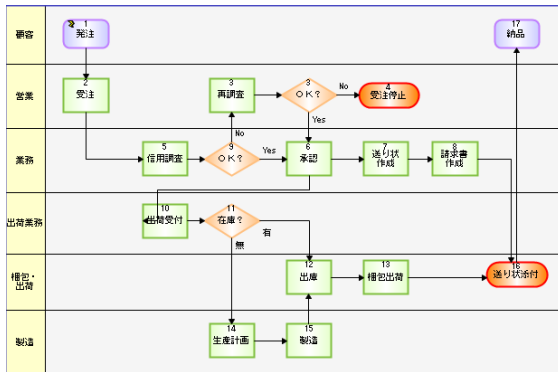 顧客
1
発注
17
納品
営業
2
受注
3
再調査
3
OK?
No
4
受注停止
Yes
業務
5
信用調査
No
9
OK?
Yes
6
承認
7
送り状
作成
8
請求書
作成
出荷業務
10
出荷受付
11
在庫?
有
無
梱包・
出荷
12
出庫
13
梱包出荷
16
送り状添付
製造
14
生産計画
15
製造